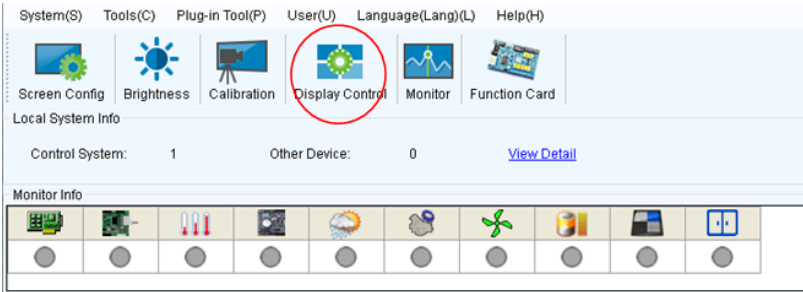 System(S) Tools(C) Plug-in Tool(P) User(U) Language(Lang)(L) Help(H)
Screen Config Brightness Calibration Display Control Monitor Function Card
Local System Info
Control System: 1 Other Device: 0 View Detail
Monitor Info